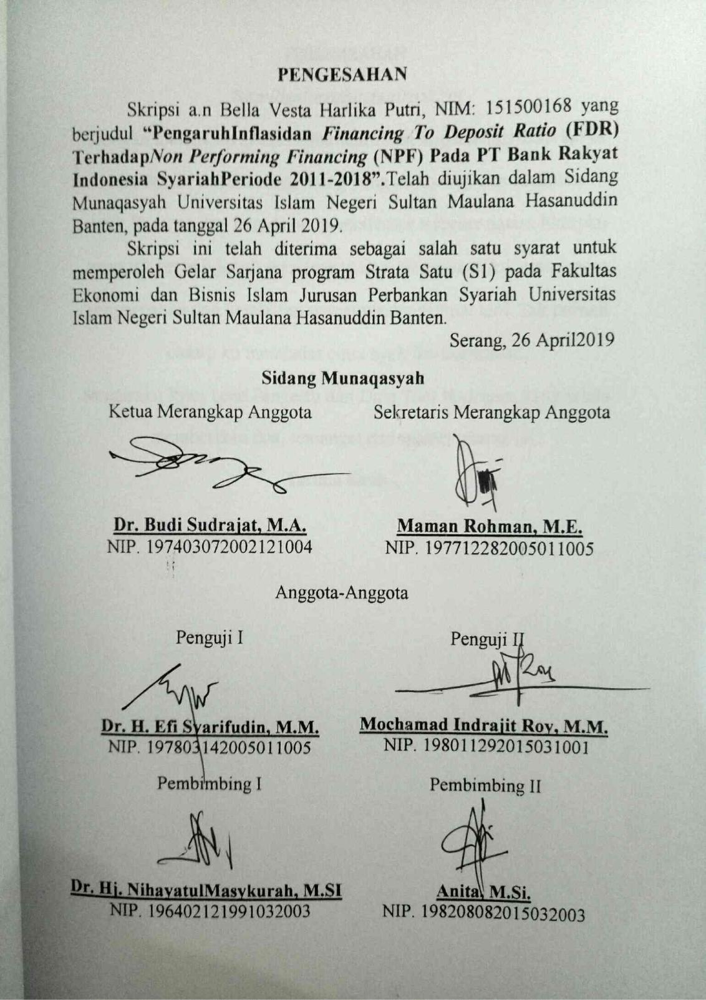 PENGESAHAN
Skripsi a.n Bella Vesta Harlika Putri, NIM: 151500168 yang
berjudul “PengaruhInflasidan Financing To Deposit Ratio (FDR)
TerhadapNon Performing Financing (NPF) Pada PT Bank Rakyat
Indonesia SyariahPeriode 2011-2018”.Telah diujikan dalam Sidang
Munaqasyah Universitas Islam Negeri Sultan Maulana Hasanuddin
Banten, pada tanggal 26 April 2019.
Skripsi ini telah diterima sebagai salah satu syarat untuk
memperoleh Gelar Sarjana program Strata Satu (S1) pada Fakultas
Ekonomi dan Bisnis Islam Jurusan Perbankan Syariah Universitas
Islam Negeri Sultan Maulana Hasanuddin Banten.
Serang, 26 April2019
Sidang Munaqasyah
Ketua Merangkap Anggota Sekretaris Merangkap Anggota
Dr. Budi Sudrajat, M.A. Maman Rohman, M.E.
NIP. 197403072002121004 NIP. 197712282005011005
Anggota-Anggota
Penguji I Penguji II
Dr. H. Efi Syarifudin, M.M. Mochamad Indrajit Roy, M.M.
NIP. 197803142005011005 NIP. 198011292015031001
Pembimbing I Pembimbing II
Dr. Hj. NihayatulMasykurah, M.SI Anita, M.Si.
NIP. 196402121991032003 NIP. 198208082015032003